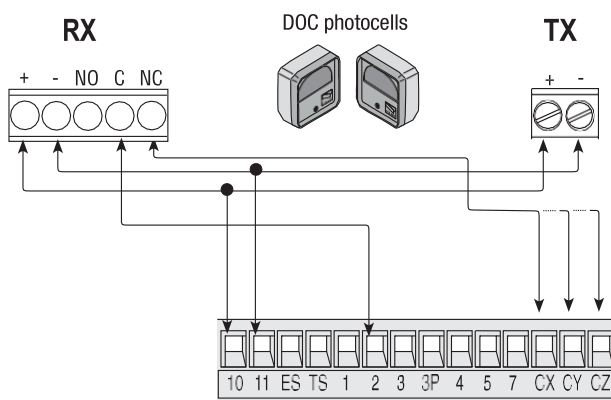 RX
DOC photocells
TX
+ - NO C NC
+ -
10 11 ES TS 1 2 3 3P 4 5 7 CX CY CZ